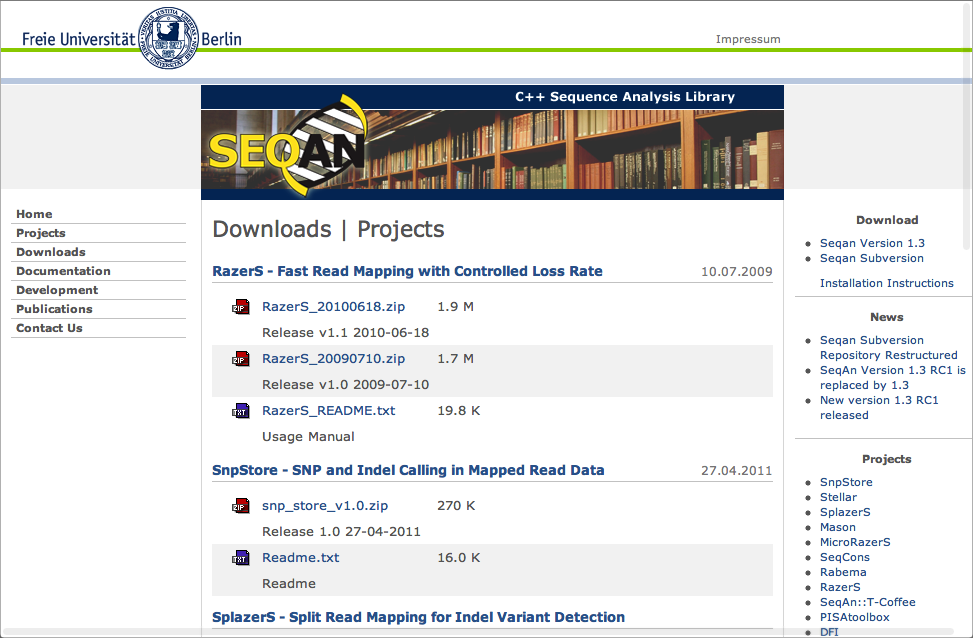 Freie Universität Berlin
Impressum
C++ Sequence Analysis Library
SEQAN
Home
Projects
Downloads
Documentation
Development
Publications
Contact Us
Downloads | Projects
RazerS - Fast Read Mapping with Controlled Loss Rate 10.07.2009
ZIP RazerS_20100618.zip 1.9 M
Release v1.1 2010-06-18
ZIP RazerS_20090710.zip 1.7 M
Release v1.0 2009-07-10
TXT RazerS_README.txt 19.8 K
Usage Manual
SnpStore - SNP and Indel Calling in Mapped Read Data 27.04.2011
ZIP snp_store_v1.0.zip 270 K
Release 1.0 27-04-2011
TXT Readme.txt 16.0 K
Readme
SplazerS - Split Read Mapping for Indel Variant Detection
Download
Seqan Version 1.3
Seqan Subversion
Installation Instructions
News
Seqan Subversion
Repository Restructured
SeqAn Version 1.3 RC1 is
replaced by 1.3
New version 1.3 RC1
released
Projects
SnpStore
Stellar
SplazerS
Mason
MicroRazerS
SeqCons
Rabema
RazerS
SeqAn::T-Coffee
PISAtoolbox
DFI